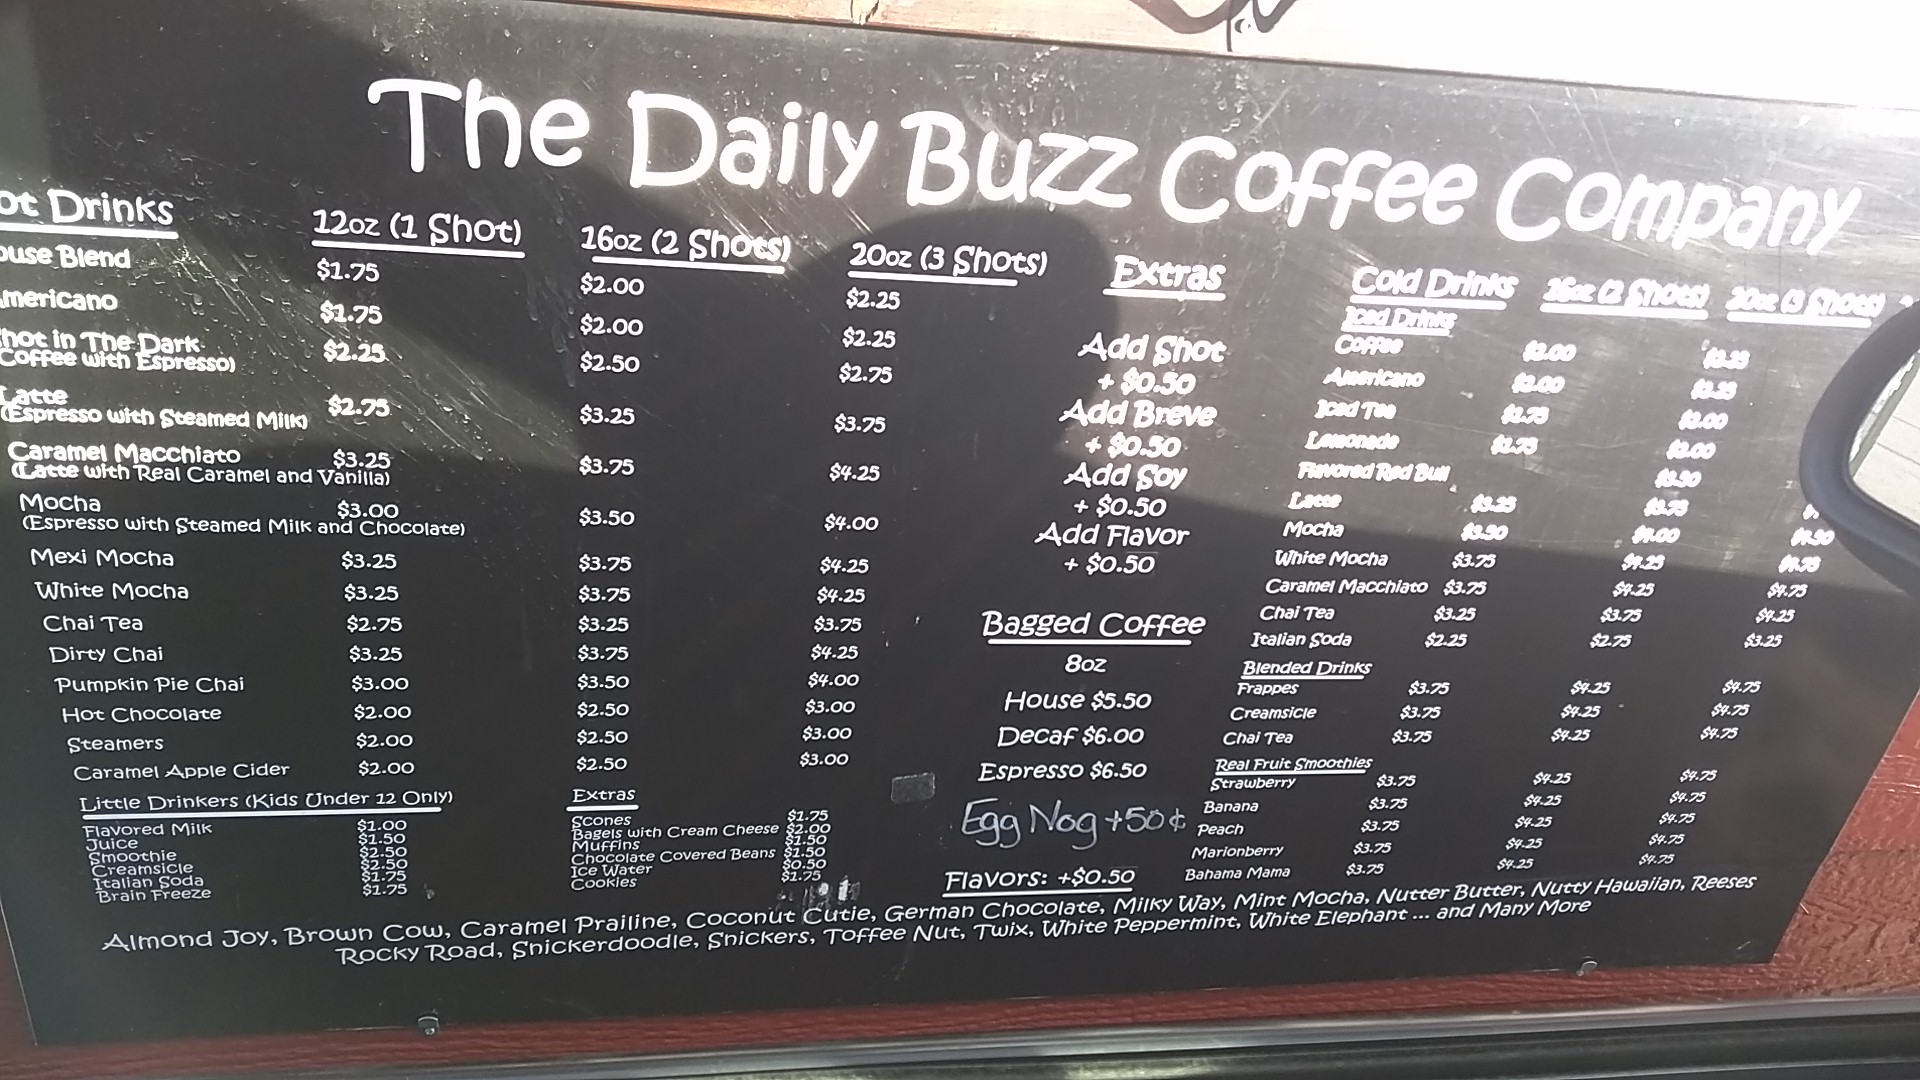 The Daily Buzz Coffee Company
ot Drinks 12oz (1 Shot) 16oz (2 Shots) 20oz (3 Shots)
ouse Blend $1.75 $2.00 $2.25
mericano $1.75 $2.00 $2.25
hot in The Dark $2.25 $2.50 $2.75
Coffee with Espresso)
Latte $2.75 $3.25 $3.75
(Espresso with Steamed Milk)
Caramel Macchiato $3.25 $3.75 $4.25
(Latte with Real Caramel and Vanilla)
Mocha $3.00 $3.50 $4.00
(Espresso with Steamed Milk and Chocolate)
Mexi Mocha $3.25 $3.75 $4.25
White Mocha $3.25 $3.75 $4.25
Chai Tea $2.75 $3.25 $3.75
Dirty Chai $3.25 $3.75 $4.25
Pumpkin Pie Chai $3.00 $3.50 $4.00
Hot Chocolate $2.00 $2.50 $3.00
Steamers $2.00 $2.50 $3.00
Caramel Apple Cider $2.00 $2.50 $3.00
Little Drinkers (Kids Under 12 Only)
Flavored Milk $1.00
Juice $1.50
Smoothie $2.50
Creamsicle $2.50
Italian Soda $1.75
Brain Freeze $1.75
Extras
Scones $1.75
Bagels with Cream Cheese $2.00
Muffins $1.50
Chocolate Covered Beans $1.50
Ice Water $0.50
Cookies $1.75
Extras
Add Shot
+ $0.50
Add Breve
+ $0.50
Add Soy
+ $0.50
Add Flavor
+ $0.50
Bagged Coffee
8oz
House $5.50
Decaf $6.00
Espresso $6.50
Egg Nog +50¢
Cold Drinks 16oz (2 Shots) 20oz (3 Shots)
Iced Drinks
Coffee
Americano
Iced Tea
Lemonade
Flavored Red Bull
Latte $3.25 $3.75
Mocha $3.50 $4.00
White Mocha $3.75 $4.25 $4.75
Caramel Macchiato $3.75 $4.25 $4.75
Chai Tea $3.25 $3.75 $4.25
Italian Soda $2.25 $2.75 $3.25
Blended Drinks
Frappes $3.75 $4.25 $4.75
Creamsicle $3.75 $4.25 $4.75
Chai Tea $3.75 $4.25 $4.75
Real Fruit Smoothies
Strawberry $3.75 $4.25 $4.75
Banana $3.75 $4.25 $4.75
Peach $3.75 $4.25 $4.75
Marionberry $3.75 $4.25 $4.75
Bahama Mama $3.75 $4.25 $4.75
Flavors: +$0.50
Almond Joy, Brown Cow, Caramel Prailine, Coconut Cutie, German Chocolate, Milky Way, Mint Mocha, Nutter Butter, Nutty Hawaiian, Reeses
Rocky Road, Snickerdoodle, Snickers, Toffee Nut, Twix, White Peppermint, White Elephant ... and Many More